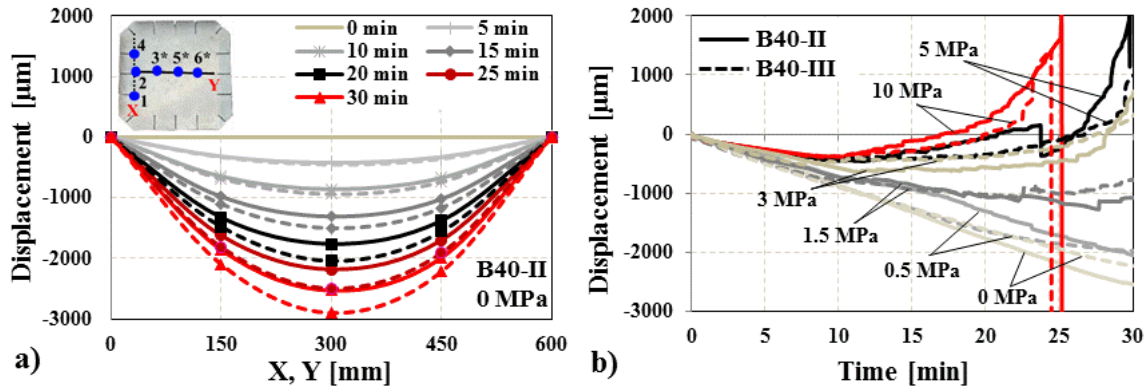 Displacement [µm]
2000
1000
0
-1000
-2000
-3000
0 min
5 min
10 min
15 min
20 min
25 min
30 min
4
3* 5* 6*
2
Y
1
X
B40-II
0 MPa
0 150 300 450 600
X, Y [mm]
a)
Displacement [µm]
2000
1000
0
-1000
-2000
-3000
B40-II
B40-III
5 MPa
10 MPa
3 MPa
1.5 MPa
0.5 MPa
0 MPa
0 5 10 15 20 25 30
Time [min]
b)